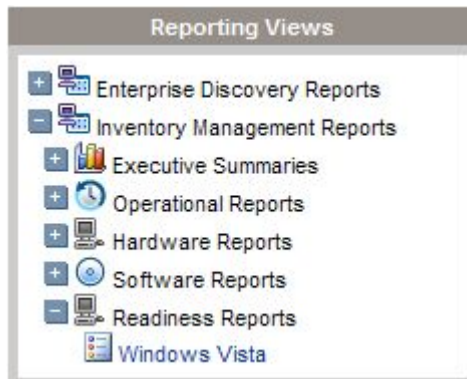 Reporting Views
Enterprise Discovery Reports
Inventory Management Reports
Executive Summaries
Operational Reports
Hardware Reports
Software Reports
Readiness Reports
Windows Vista